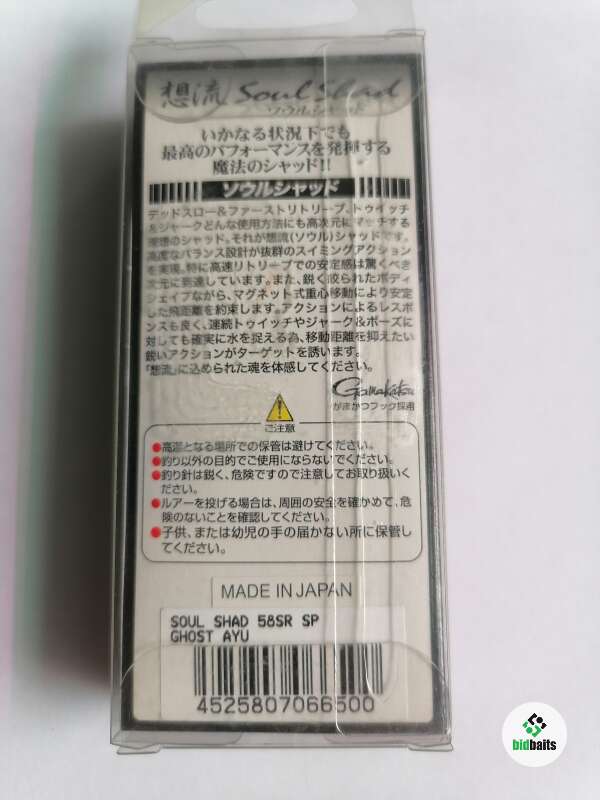 想流 Soul Shad
ソウルシャッド
いかなる状況下でも
最高のパフォーマンスを発揮する
魔法のシャッド!!
ソウルシャッド
デッドスロー&ファーストリトリーブ、トゥイッチ
&ジャークどんな使用方法にも高次元にマッチする
理想のシャッド。それが想流(ソウル)シャッドです。
高度なバランス設計が抜群のスイミングアクション
を実現。特に高速リトリーブでの安定感は驚くべき
次元に到達しています。また、鋭く絞られたボディ
シェイプながら、マグネット式重心移動により安定
した飛距離を約束します。アクションによるレスポ
ンスも良く、連続トゥイッチやジャーク&ポーズに
対しても確実に水を捉える為、移動距離を抑えたい
鋭いアクションがターゲットを誘います。
「想流」に込められた魂を体感してください。
Gamakatsu
がまかつフック採用
ご注意
●高温となる場所での保管は避けてください。
●釣り以外の目的でご使用にならないでください。
●釣り針は鋭く、危険ですので注意してお取り扱いく
ださい。
●ルアーを投げる場合は、周囲の安全を確かめて、危
険のないことを確認してください。
●子供、または幼児の手の届かない所に保管し
てください。
MADE IN JAPAN
SOUL SHAD 58SR SP
GHOST AYU
4525807066500
bidbaits